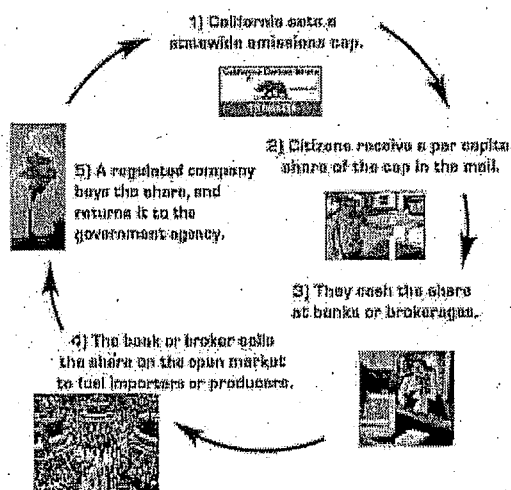 1) California sets a
statewide emissions cap.
California Carbon Share
2) Citizens receive a per capita
share of the cap in the mail.
3) They cash the share
at banks or brokerages.
4) The bank or broker sells
the share on the open market
to fuel importers or producers.
5) A regulated company
buys the share, and
returns it to the
government agency.